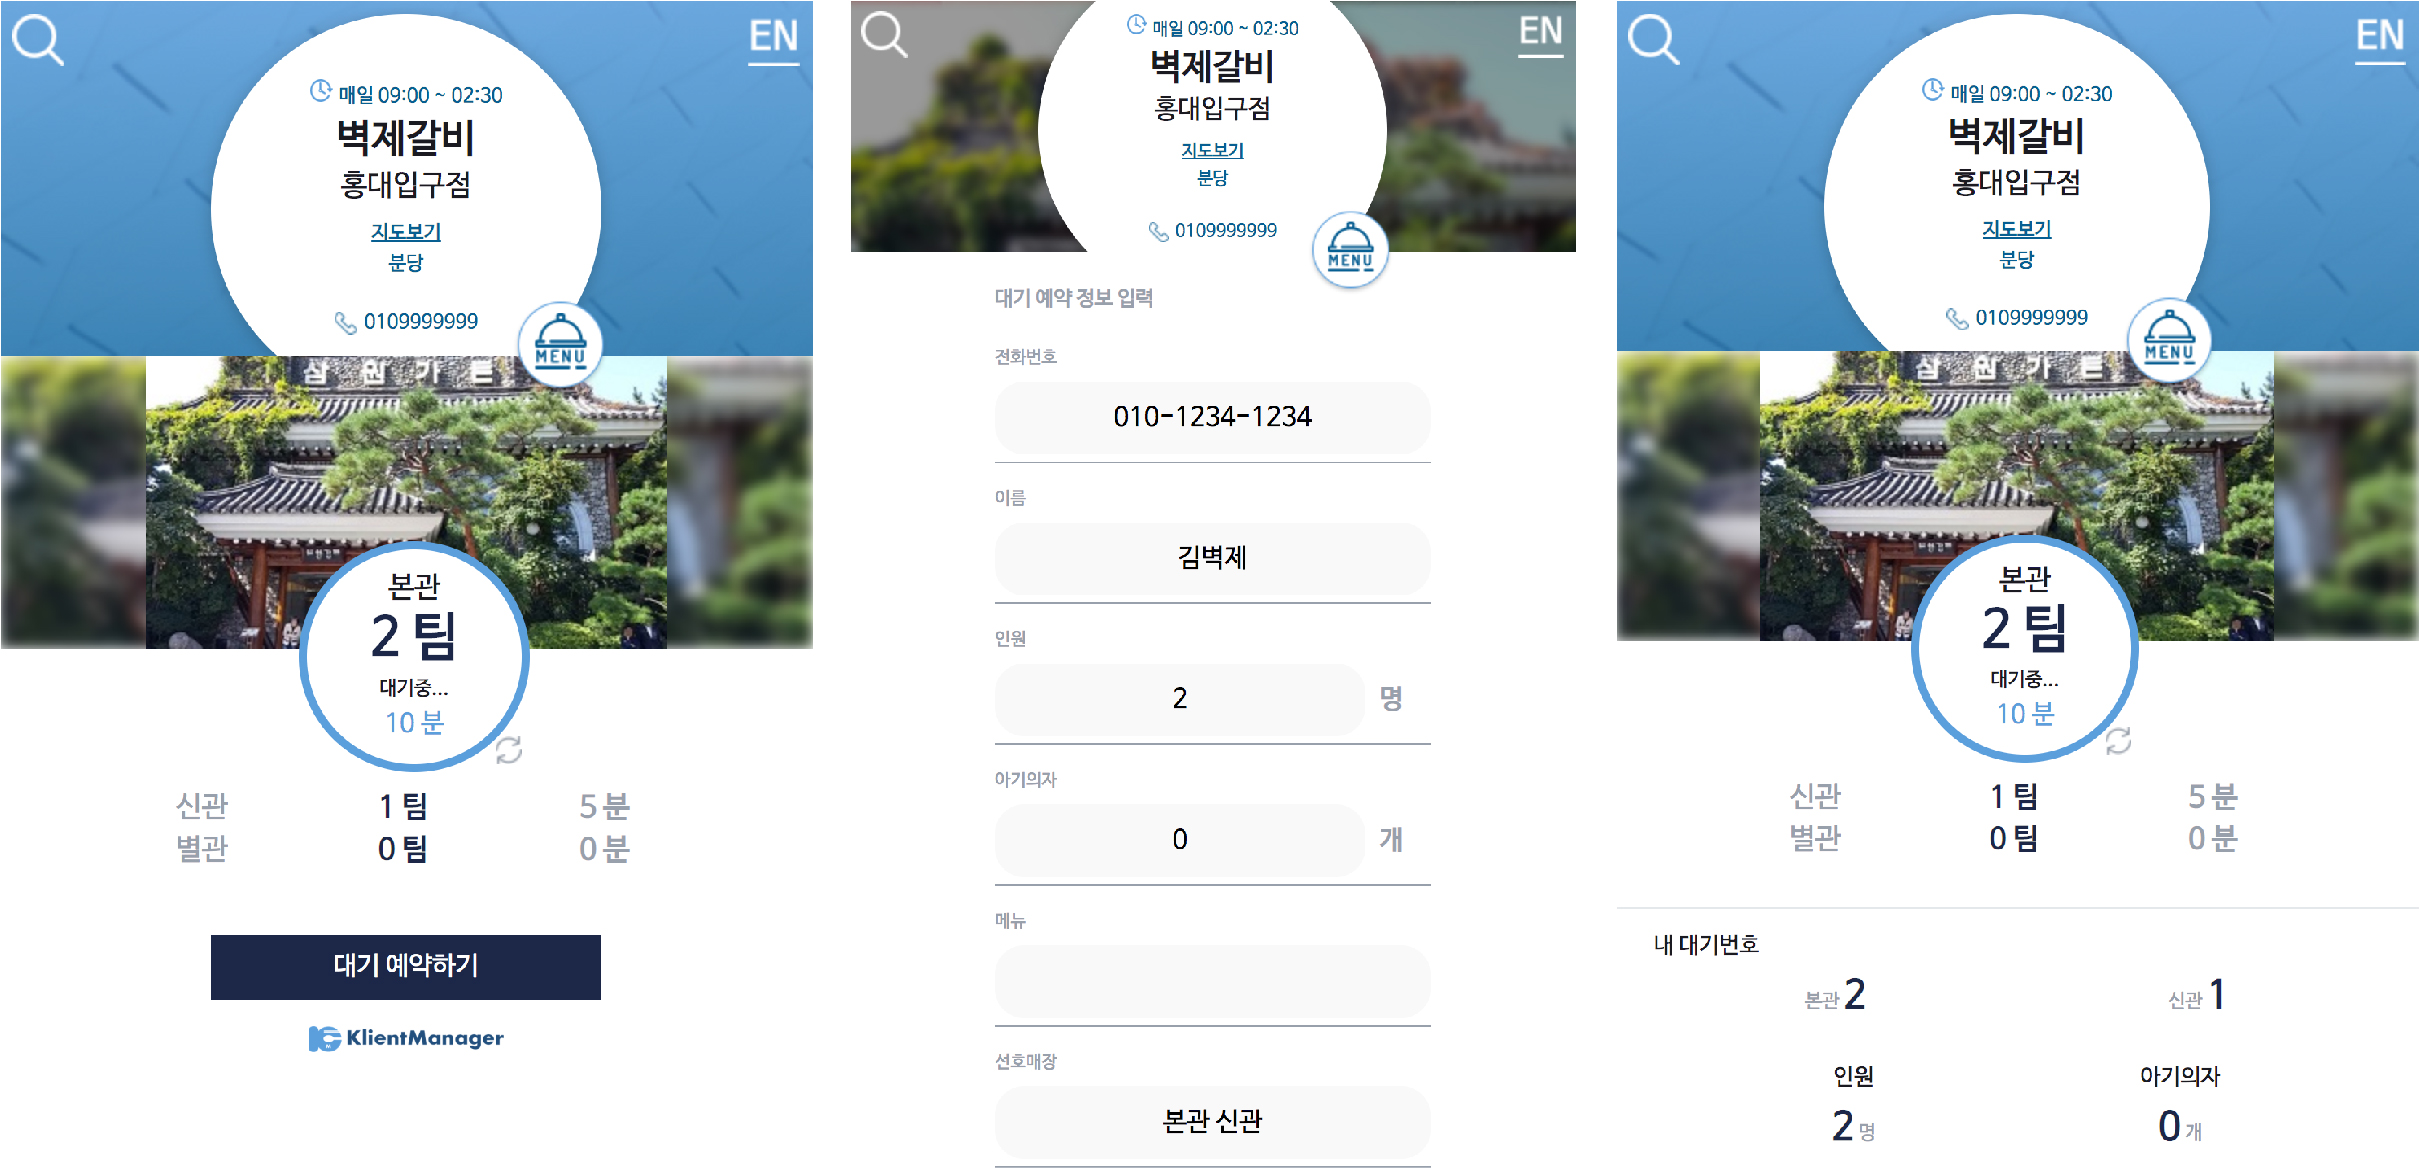 EN
매일 09:00 ~ 02:30
벽제갈비
홍대입구점
지도보기
분당
0109999999
MENU
삼원가든
본관
2 팀
대기중...
10 분
신관 1 팀 5 분
별관 0 팀 0 분
대기 예약하기
KlientManager
EN
매일 09:00 ~ 02:30
벽제갈비
홍대입구점
지도보기
분당
0109999999
MENU
대기 예약 정보 입력
전화번호
010-1234-1234
이름
김벽제
인원
2 명
아기의자
0 개
메뉴
선호매장
본관 신관
EN
매일 09:00 ~ 02:30
벽제갈비
홍대입구점
지도보기
분당
0109999999
MENU
삼원가든
본관
2 팀
대기중...
10 분
신관 1 팀 5 분
별관 0 팀 0 분
내 대기번호
본관 2 신관 1
인원 아기의자
2 명 0 개